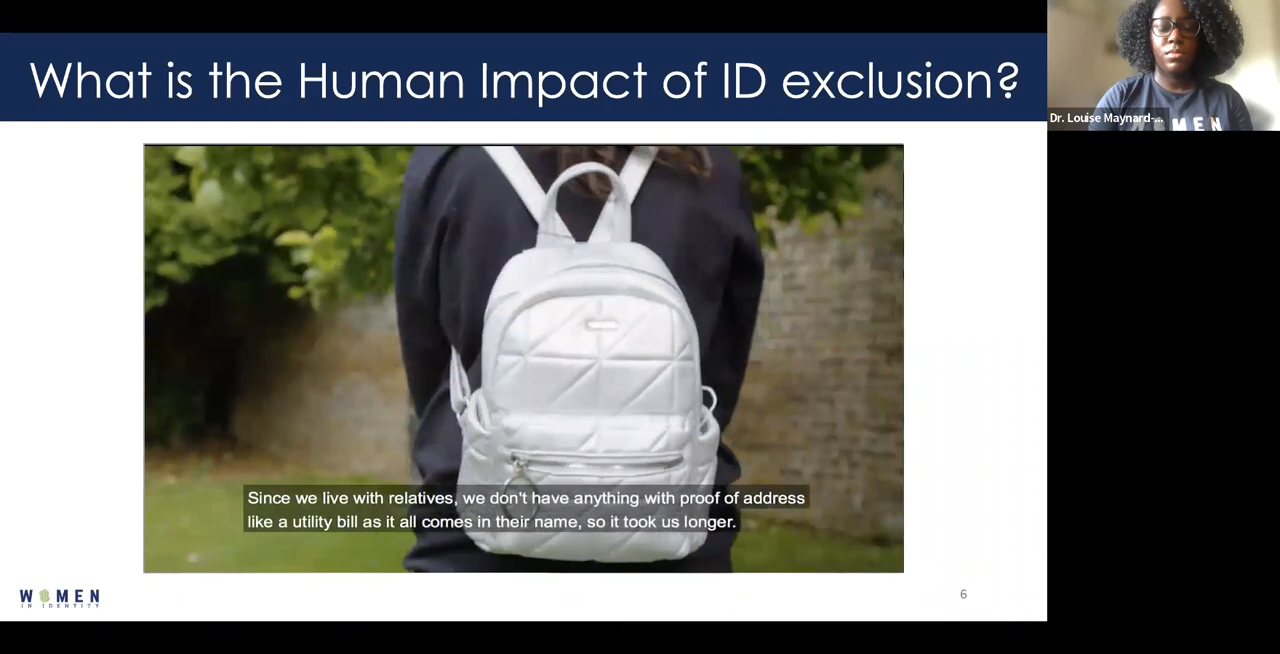 What is the Human Impact of ID exclusion?
Dr. Louise Maynard-...
W MEN
Since we live with relatives, we don't have anything with proof of address
like a utility bill as it all comes in their name, so it took us longer.
WOMEN
IN IDENTITY
6